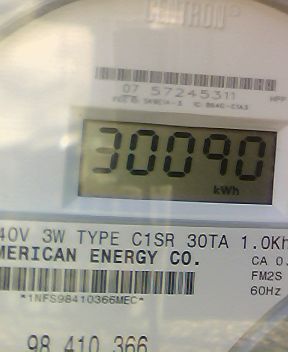 CENTRON®
07 57245311
30090
kWh
40V 3W TYPE C1SR 30TA 1.0Kh
MERICAN ENERGY CO.
CA 0.
FM2S
60Hz
*1NFS98410366MEC*
98 410 366